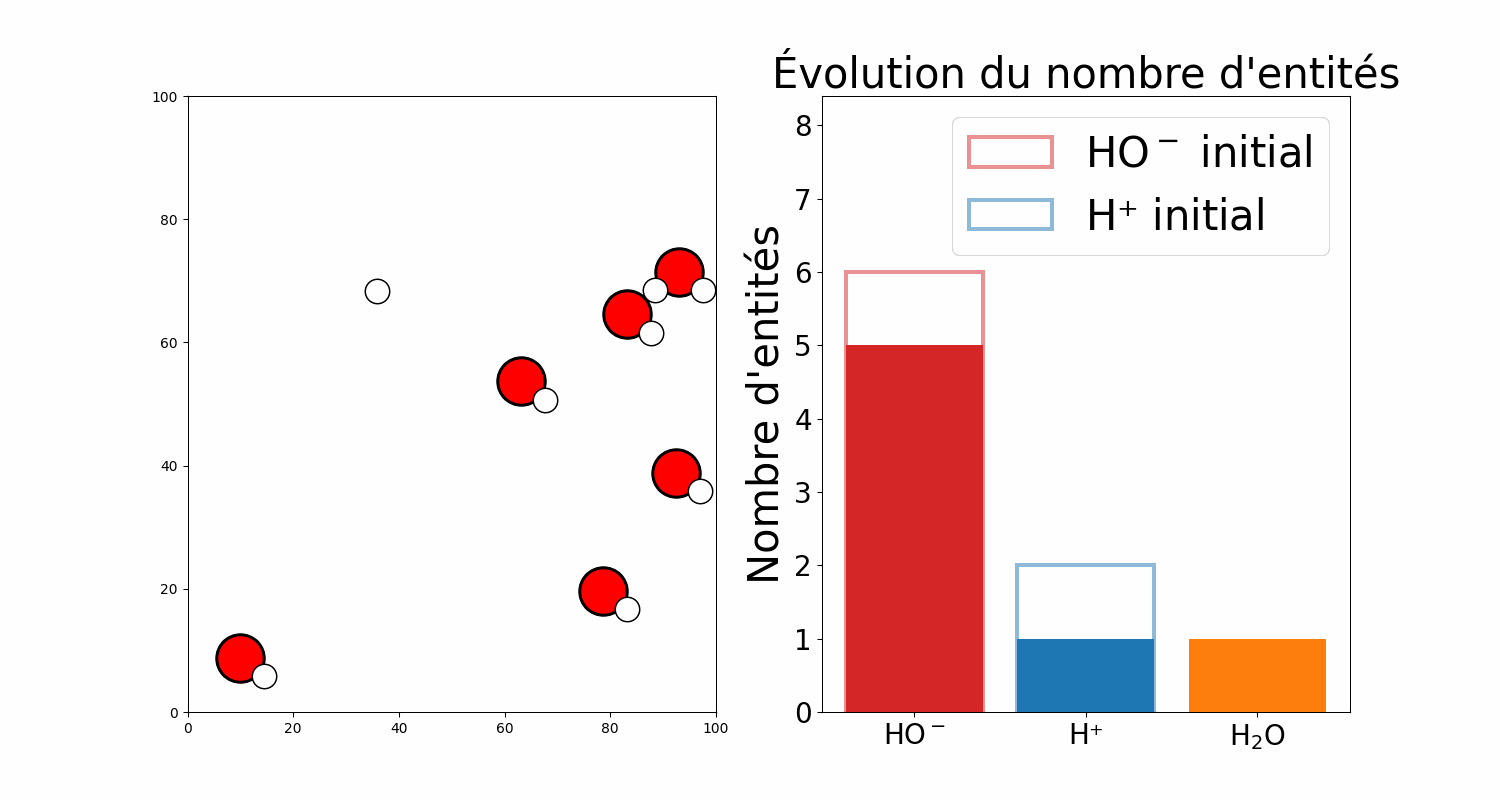 Évolution du nombre d'entités
100
80
60
40
20
0
0 20 40 60 80 100
Nombre d'entités
8
7
6
5
4
3
2
1
0
HO⁻ initial
H⁺ initial
HO⁻ H⁺ H₂O